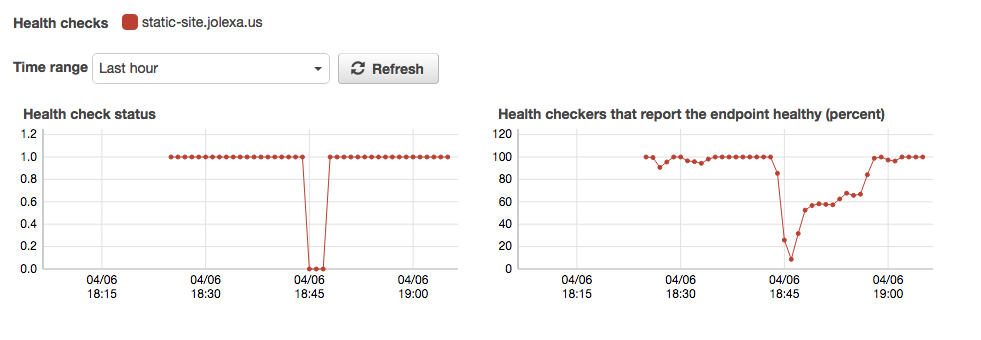 Health checks static-site.jolexa.us
Time range Last hour Refresh
Health check status
1.2
1.0
0.8
0.6
0.4
0.2
0.0
04/06 04/06 04/06 04/06
18:15 18:30 18:45 19:00
Health checkers that report the endpoint healthy (percent)
120
100
80
60
40
20
0
04/06 04/06 04/06 04/06
18:15 18:30 18:45 19:00